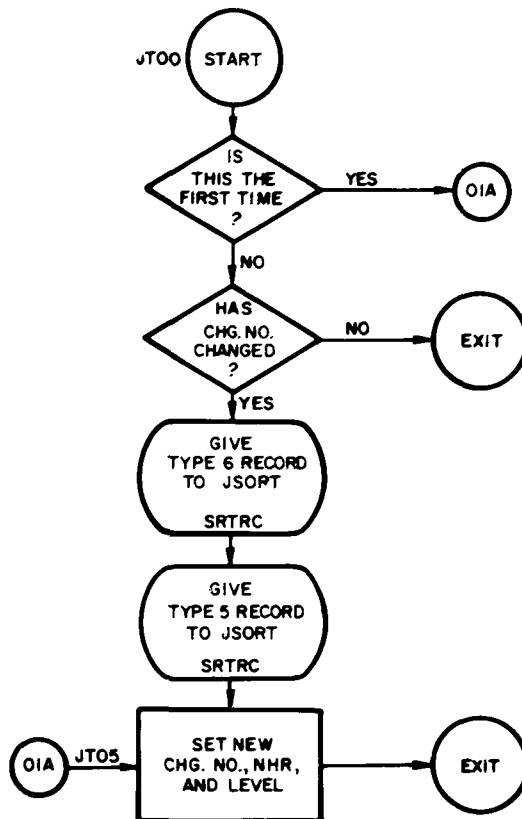 JT00
START
IS
THIS THE
FIRST TIME
?
YES
01A
NO
HAS
CHG. NO.
CHANGED
?
NO
EXIT
YES
GIVE
TYPE 6 RECORD
TO JSORT
SRTRC
GIVE
TYPE 5 RECORD
TO JSORT
SRTRC
01A
JT05
SET NEW
CHG. NO., NHR,
AND LEVEL
EXIT